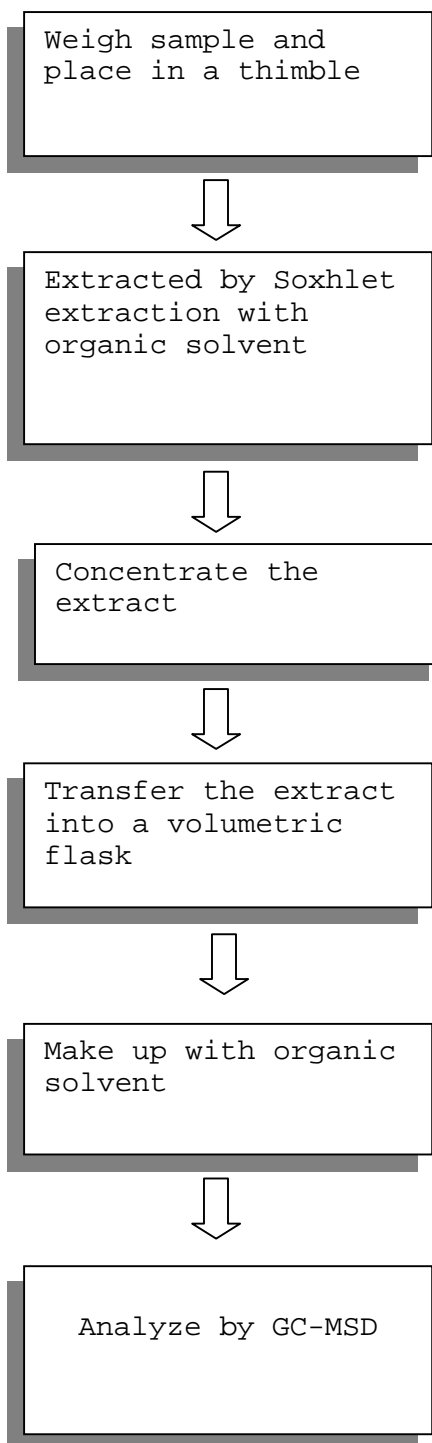 Weigh sample and
place in a thimble
Extracted by Soxhlet
extraction with
organic solvent
Concentrate the
extract
Transfer the extract
into a volumetric
flask
Make up with organic
solvent
Analyze by GC-MSD